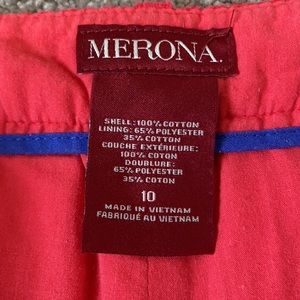 MERONA.
SHELL: 100% COTTON
LINING: 65% POLYESTER
35% COTTON
COUCHE EXTÉRIEURE:
100% COTON
DOUBLURE:
65% POLYESTER
35% COTON
10
MADE IN VIETNAM
FABRIQUÉ AU VIETNAM